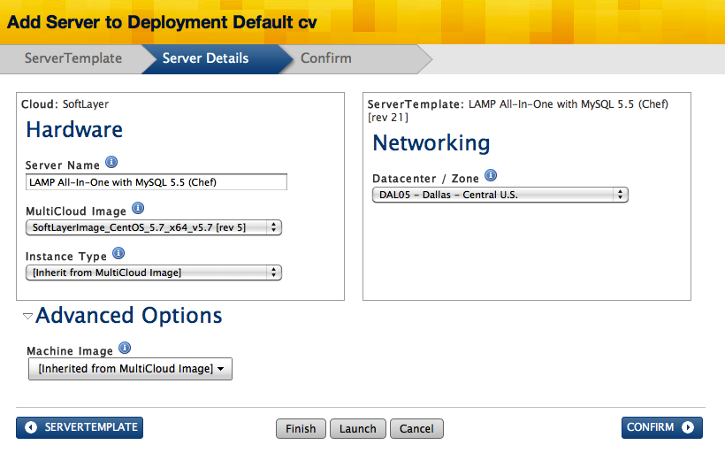 Add Server to Deployment Default cv
ServerTemplate
Server Details
Confirm
Cloud: SoftLayer
Hardware
Server Name
LAMP All-In-One with MySQL 5.5 (Chef)
MultiCloud Image
SoftLayerImage_CentOS_5.7_x64_v5.7 [rev 5]
Instance Type
[Inherit from MultiCloud Image]
ServerTemplate: LAMP All-In-One with MySQL 5.5 (Chef)
[rev 21]
Networking
Datacenter / Zone
DAL05 - Dallas - Central U.S.
Advanced Options
Machine Image
[Inherited from MultiCloud Image]
SERVERTEMPLATE
Finish
Launch
Cancel
CONFIRM